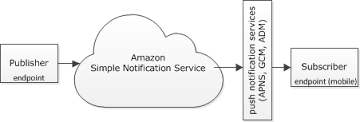 Publisher
endpoint
Amazon
Simple Notification Service
push notification services
(APNS, GCM, ADM)
Subscriber
endpoint (mobile)